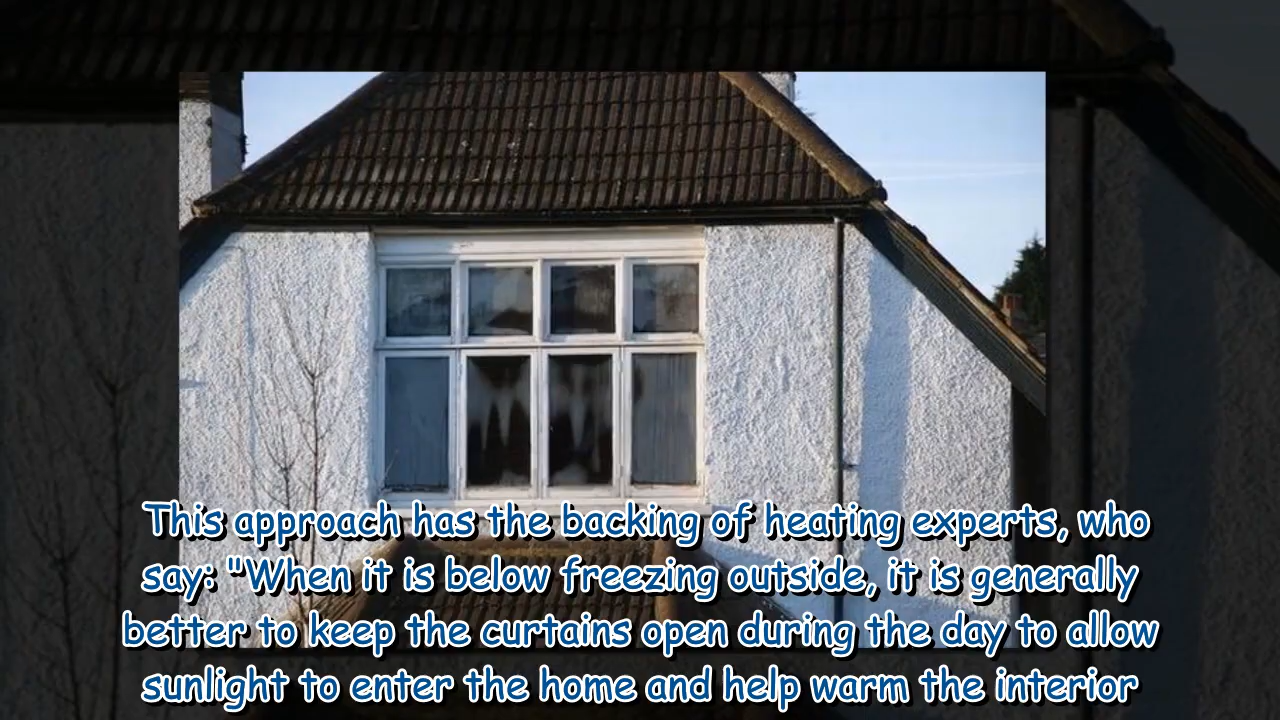 This approach has the backing of heating experts, who
say: "When it is below freezing outside, it is generally
better to keep the curtains open during the day to allow
sunlight to enter the home and help warm the interior